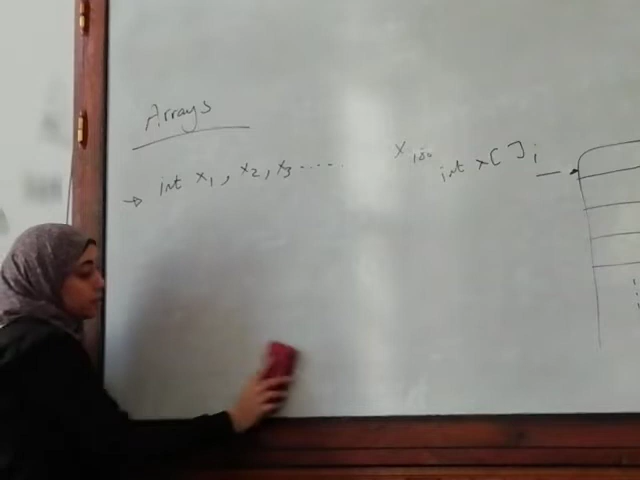 Arrays
→ int x1, x2, x3 ...... x100 int x[ ];